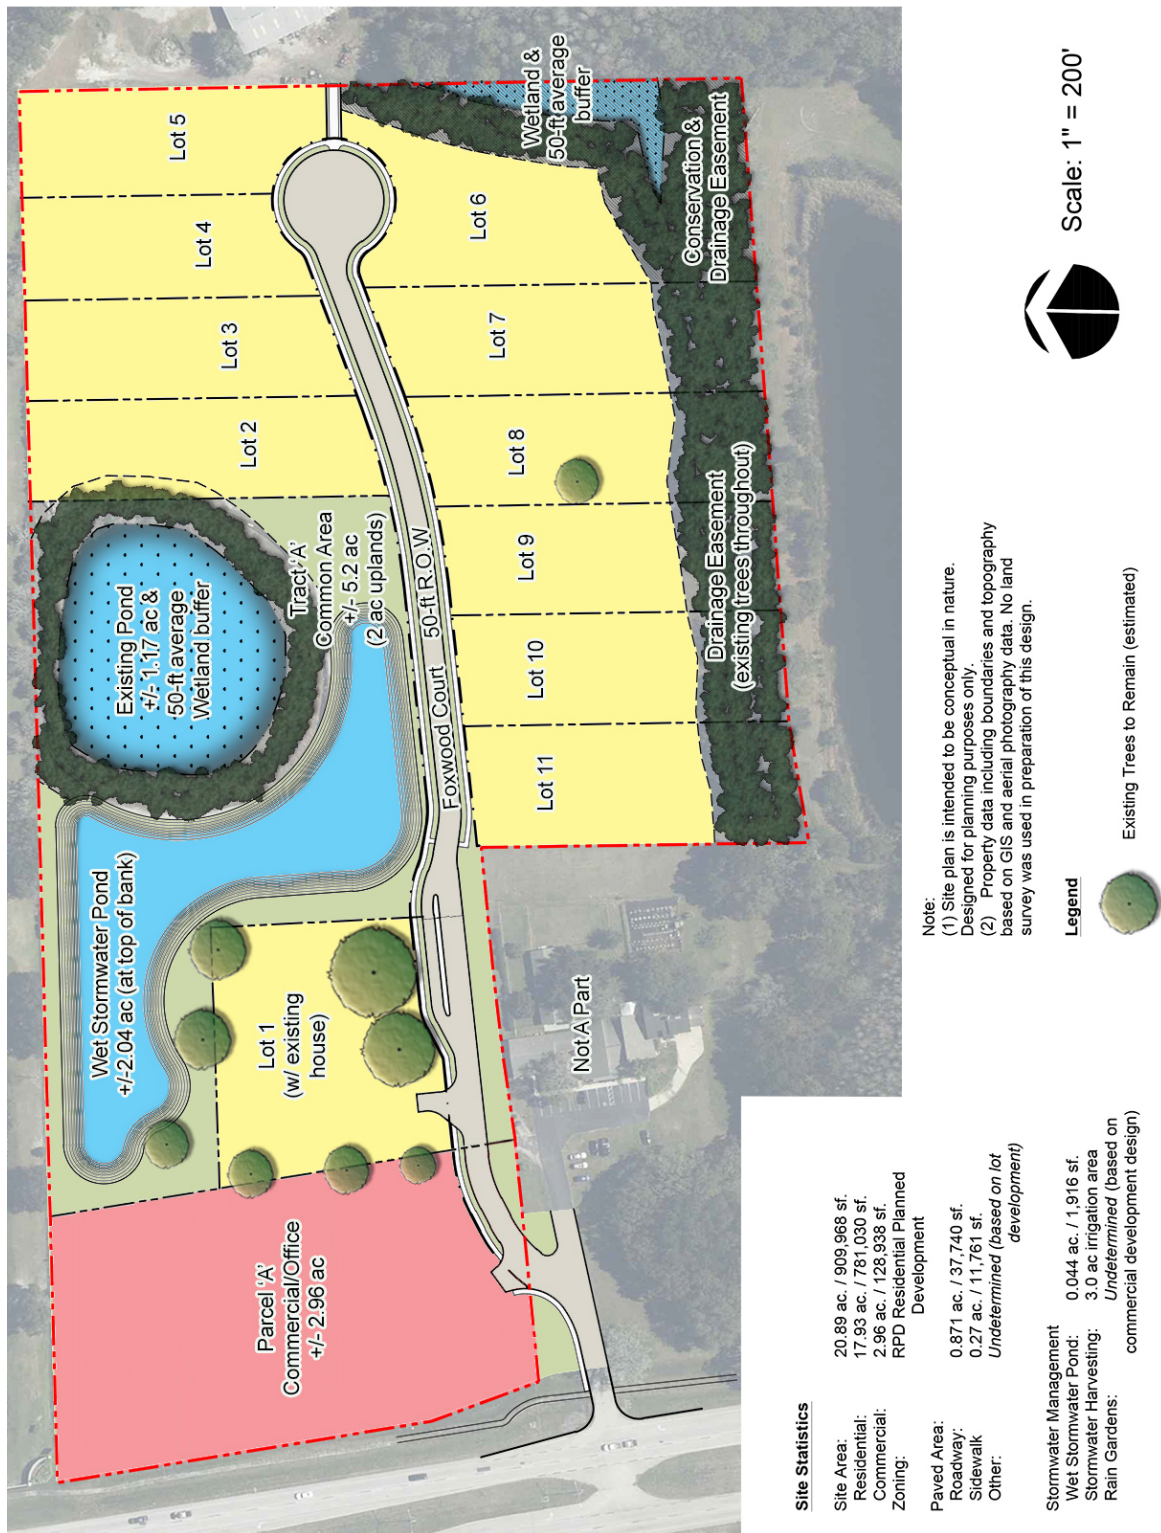 Lot 5
Lot 4
Lot 3
Lot 2
Lot 6
Lot 7
Lot 8
Lot 9
Lot 10
Lot 11
Wetland &
50-ft average
buffer
Conservation &
Drainage Easement
Drainage Easement
(existing trees throughout)
Existing Pond
+/- 1.17 ac &
50-ft average
Wetland buffer
Tract 'A'
Common Area
+/- 5.2 ac
(2 ac uplands)
Foxwood Court
50-ft R.O.W
Wet Stormwater Pond
+/-2.04 ac (at top of bank)
Lot 1
(w/ existing
house)
Not A Part
Parcel 'A'
Commercial/Office
+/- 2.96 ac
Scale: 1" = 200'
Note:
(1) Site plan is intended to be conceptual in nature.
Designed for planning purposes only.
(2) Property data including boundaries and topography
based on GIS and aerial photography data. No land
survey was used in preparation of this design.
Legend
Existing Trees to Remain (estimated)
Site Statistics
Site Area: 20.89 ac. / 909,968 sf.
Residential: 17.93 ac. / 781,030 sf.
Commercial: 2.96 ac. / 128,938 sf.
Zoning: RPD Residential Planned
Development
Paved Area:
Roadway: 0.871 ac. / 37,740 sf.
Sidewalk 0.27 ac. / 11,761 sf.
Other: Undetermined (based on lot
development)
Stormwater Management
Wet Stormwater Pond: 0.044 ac. / 1,916 sf.
Stormwater Harvesting: 3.0 ac irrigation area
Rain Gardens: Undetermined (based on
commercial development design)